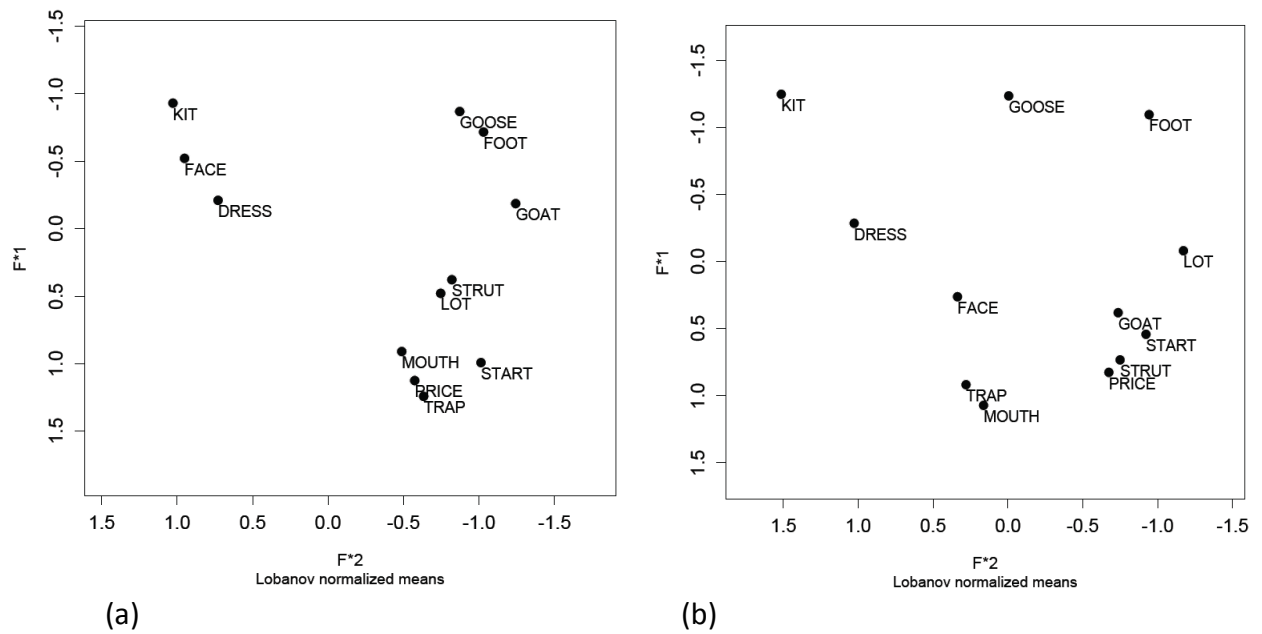 -1.5
-1.0
-0.5
0.0
0.5
1.0
1.5
F*1
KIT
GOOSE
FOOT
FACE
DRESS
GOAT
STRUT
LOT
MOUTH
START
PRICE
TRAP
1.5 1.0 0.5 0.0 -0.5 -1.0 -1.5
F*2
Lobanov normalized means
(a)
-1.5
-1.0
-0.5
0.0
0.5
1.0
1.5
F*1
KIT
GOOSE
FOOT
DRESS
LOT
FACE
GOAT
START
STRUT
PRICE
TRAP
MOUTH
1.5 1.0 0.5 0.0 -0.5 -1.0 -1.5
F*2
Lobanov normalized means
(b)